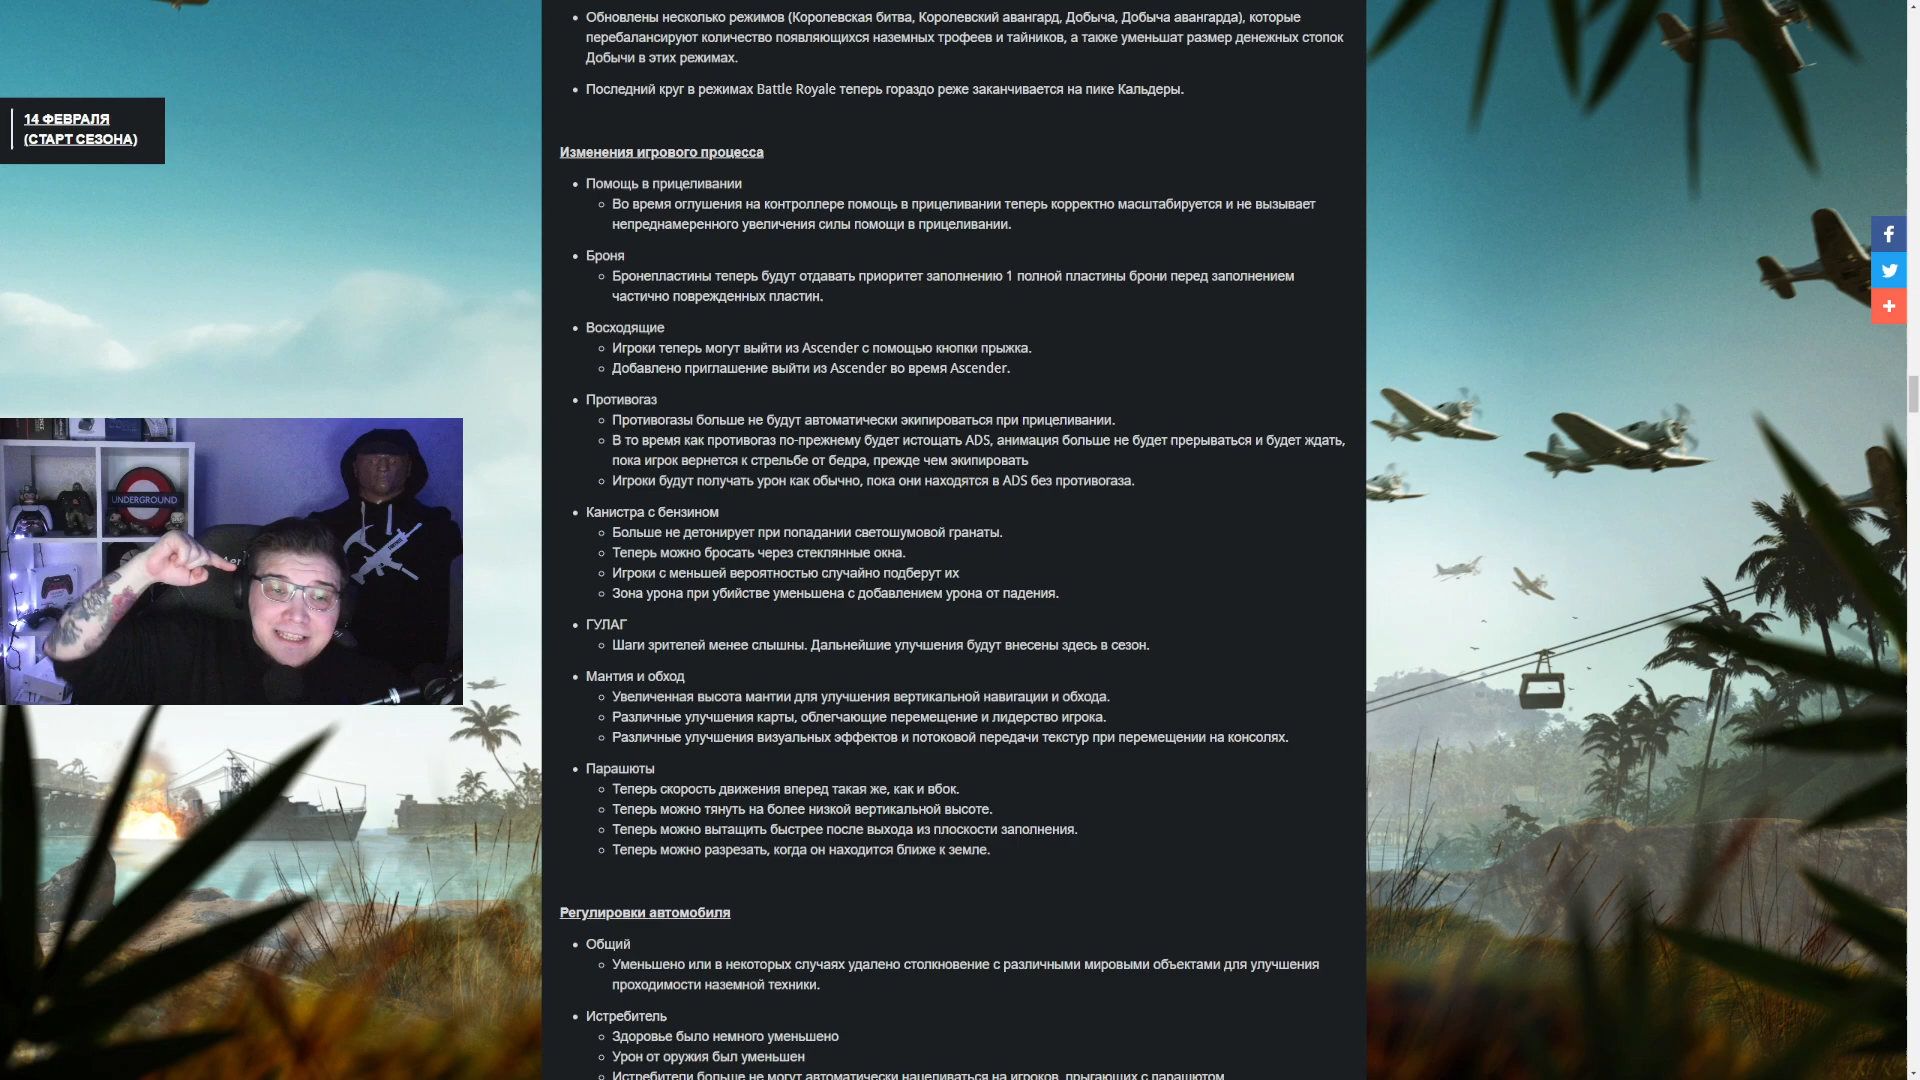 Обновлены несколько режимов (Королевская битва, Королевский авангард, Добыча, Добыча авангарда), которые
перебалансируют количество появляющихся наземных трофеев и тайников, а также уменьшат размер денежных стопок
Добычи в этих режимах.
Последний круг в режимах Battle Royale теперь гораздо реже заканчивается на пике Кальдеры.
14 ФЕВРАЛЯ
(СТАРТ СЕЗОНА)
Изменения игрового процесса
Помощь в прицеливании
Во время оглушения на контроллере помощь в прицеливании теперь корректно масштабируется и не вызывает
непреднамеренного увеличения силы помощи в прицеливании.
Броня
Бронепластины теперь будут отдавать приоритет заполнению 1 полной пластины брони перед заполнением
частично поврежденных пластин.
Восходящие
Игроки теперь могут выйти из Ascender с помощью кнопки прыжка.
Добавлено приглашение выйти из Ascender во время Ascender.
Противогаз
Противогазы больше не будут автоматически экипироваться при прицеливании.
В то время как противогаз по-прежнему будет истощать ADS, анимация больше не будет прерываться и будет ждать,
пока игрок вернется к стрельбе от бедра, прежде чем экипировать
Игроки будут получать урон как обычно, пока они находятся в ADS без противогаза.
UNDERGROUND
Канистра с бензином
Больше не детонирует при попадании светошумовой гранаты.
Теперь можно бросать через стеклянные окна.
Игроки с меньшей вероятностью случайно подберут их
Зона урона при убийстве уменьшена с добавлением урона от падения.
ГУЛАГ
Шаги зрителей менее слышны. Дальнейшие улучшения будут внесены здесь в сезон.
Мантия и обход
Увеличенная высота мантии для улучшения вертикальной навигации и обхода.
Различные улучшения карты, облегчающие перемещение и лидерство игрока.
Различные улучшения визуальных эффектов и потоковой передачи текстур при перемещении на консолях.
Парашюты
Теперь скорость движения вперед такая же, как и вбок.
Теперь можно тянуть на более низкой вертикальной высоте.
Теперь можно вытащить быстрее после выхода из плоскости заполнения.
Теперь можно разрезать, когда он находится ближе к земле.
Регулировки автомобиля
Общий
Уменьшено или в некоторых случаях удалено столкновение с различными мировыми объектами для улучшения
проходимости наземной техники.
Истребитель
Здоровье было немного уменьшено
Урон от оружия был уменьшен
Истребители больше не могут автоматически нацеливаться на игроков, прыгающих с парашютом